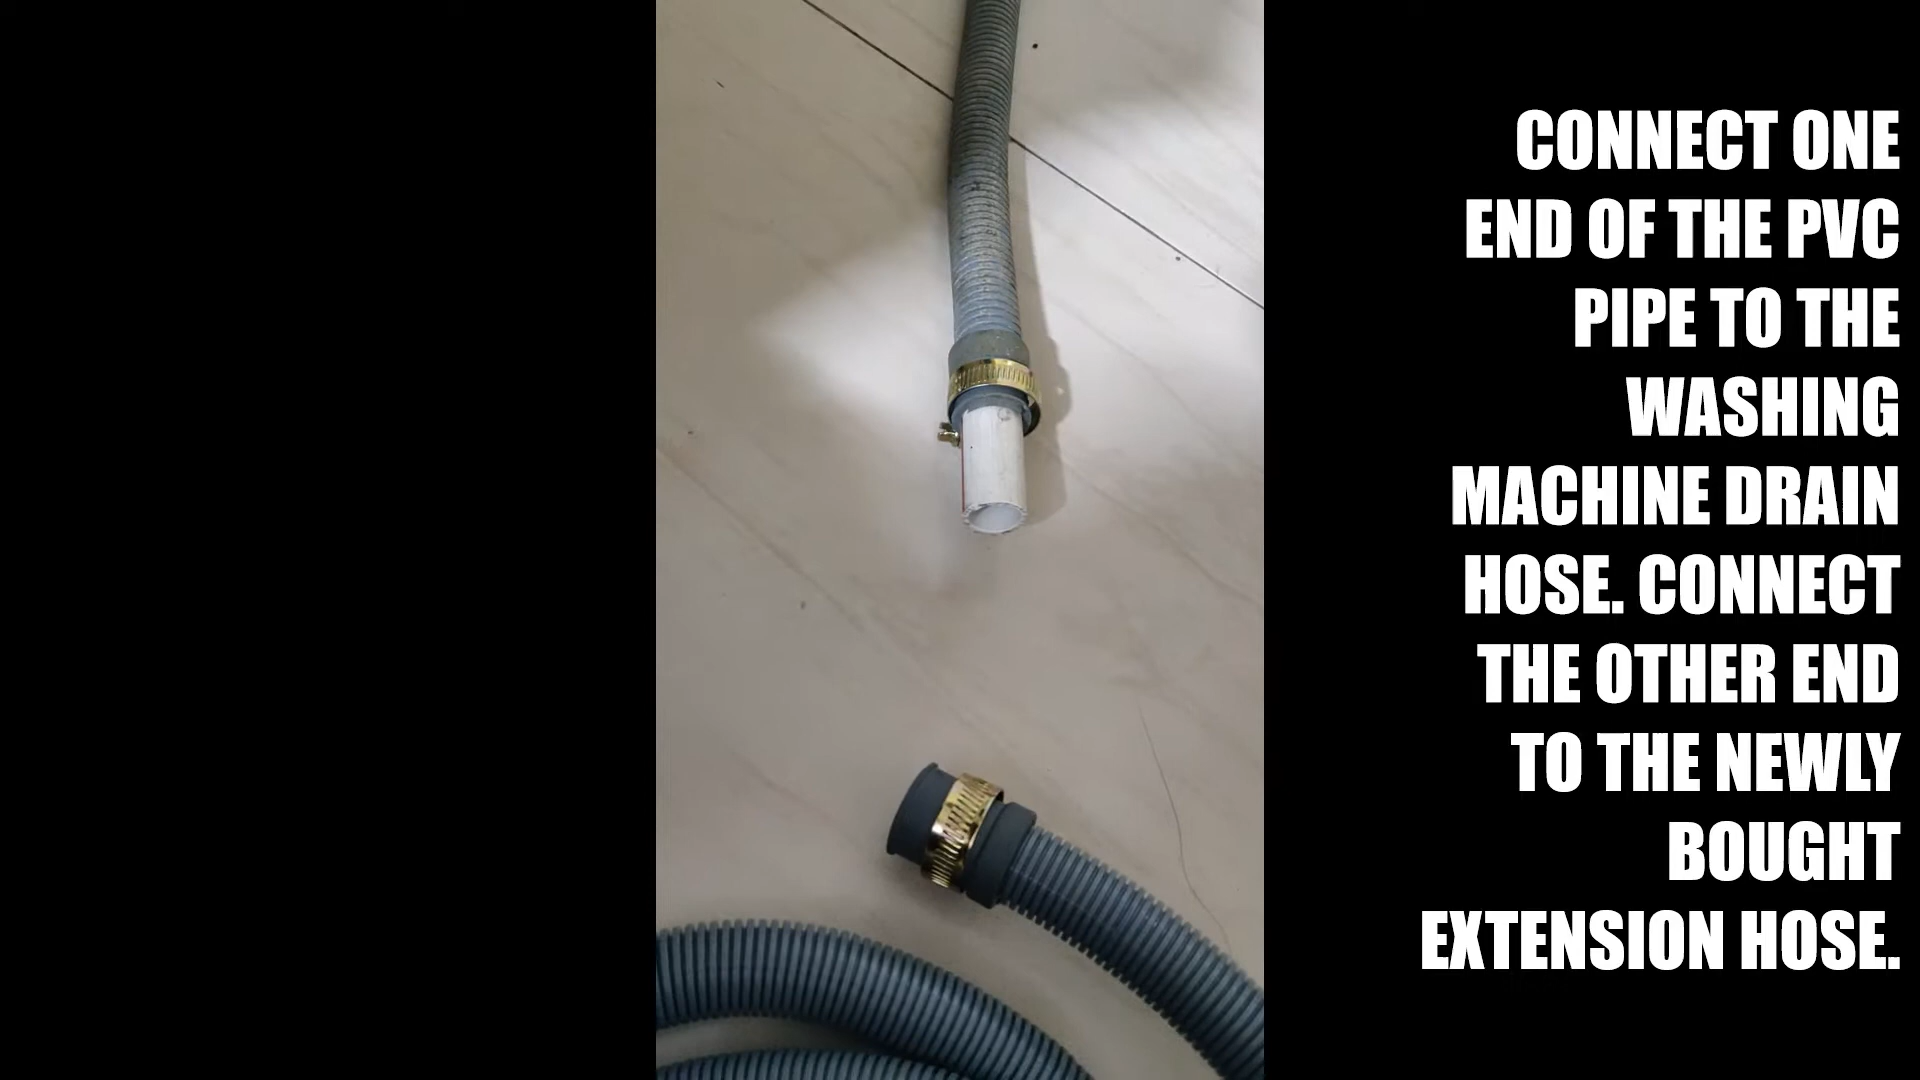 CONNECT ONE
END OF THE PVC
PIPE TO THE
WASHING
MACHINE DRAIN
HOSE. CONNECT
THE OTHER END
TO THE NEWLY
BOUGHT
EXTENSION HOSE.